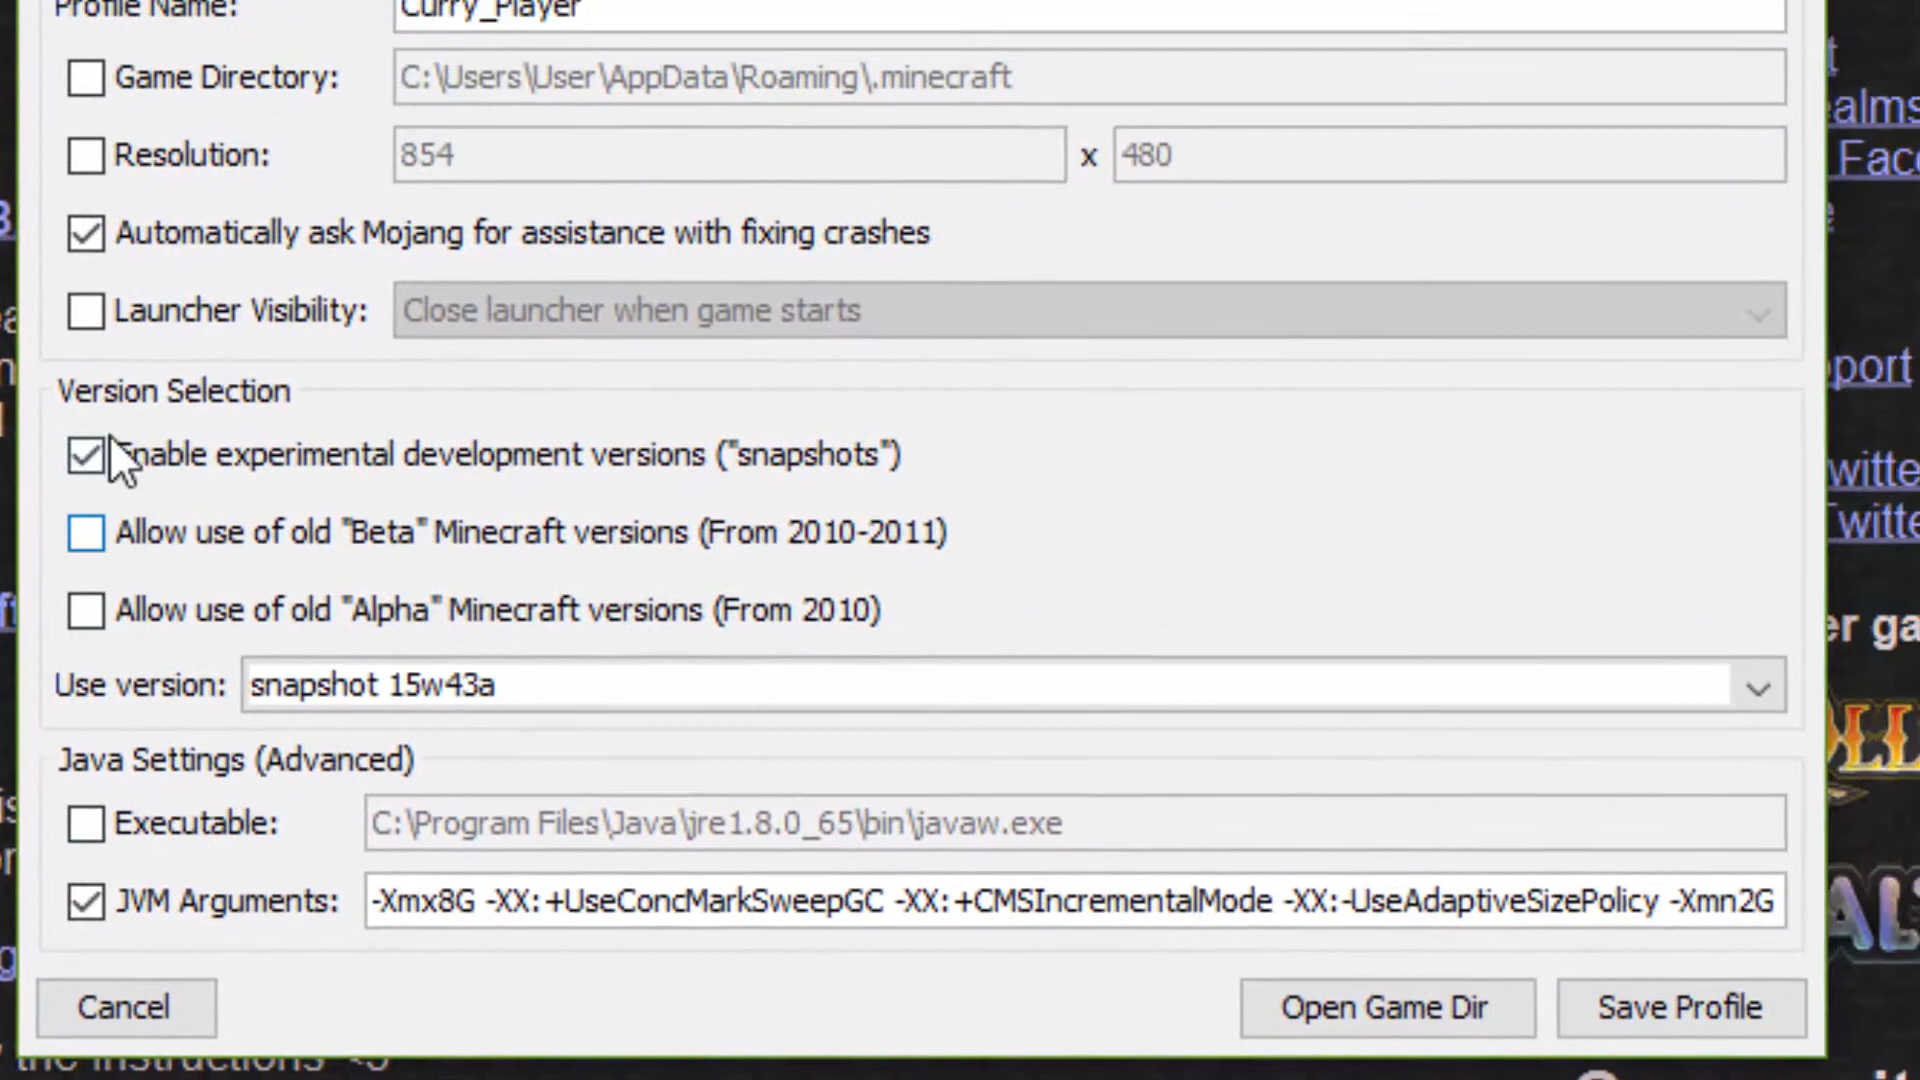 Profile Name: Curry_Player
Game Directory: C:\Users\User\AppData\Roaming\.minecraft
Resolution: 854 x 480
Automatically ask Mojang for assistance with fixing crashes
Launcher Visibility: Close launcher when game starts
Version Selection
Enable experimental development versions ("snapshots")
Allow use of old "Beta" Minecraft versions (From 2010-2011)
Allow use of old "Alpha" Minecraft versions (From 2010)
Use version: snapshot 15w43a
Java Settings (Advanced)
Executable: C:\Program Files\Java\jre1.8.0_65\bin\javaw.exe
JVM Arguments: -Xmx8G -XX:+UseConcMarkSweepGC -XX:+CMSIncrementalMode -XX:-UseAdaptiveSizePolicy -Xmn2G
Cancel
Open Game Dir
Save Profile
the instructions <3